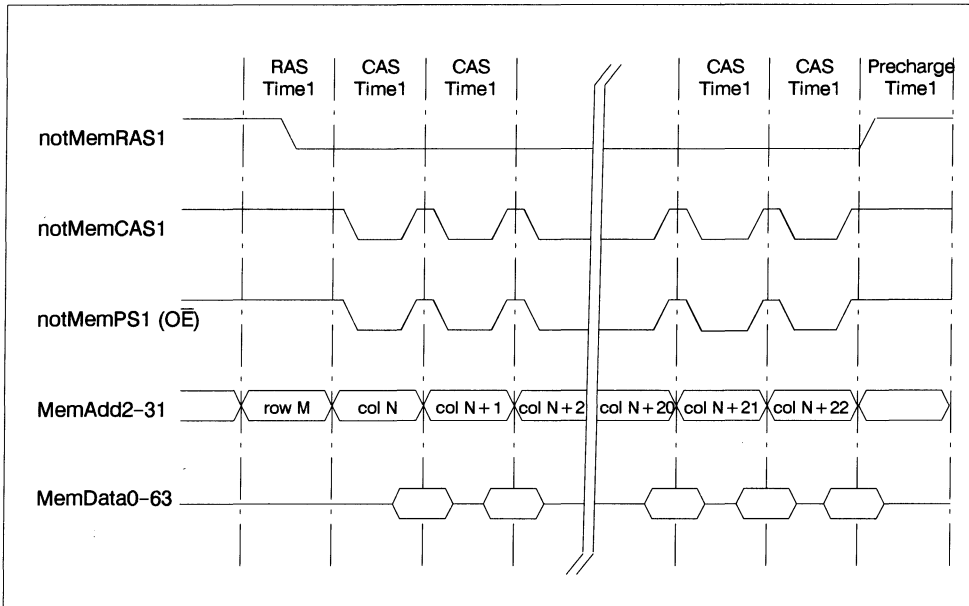 RAS CAS CAS CAS CAS Precharge
Time1 Time1 Time1 Time1 Time1 Time1
notMemRAS1
notMemCAS1
notMemPS1 (OE̅)
MemAdd2-31 row M col N col N+1 col N+2 col N+20 col N+21 col N+22
MemData0-63